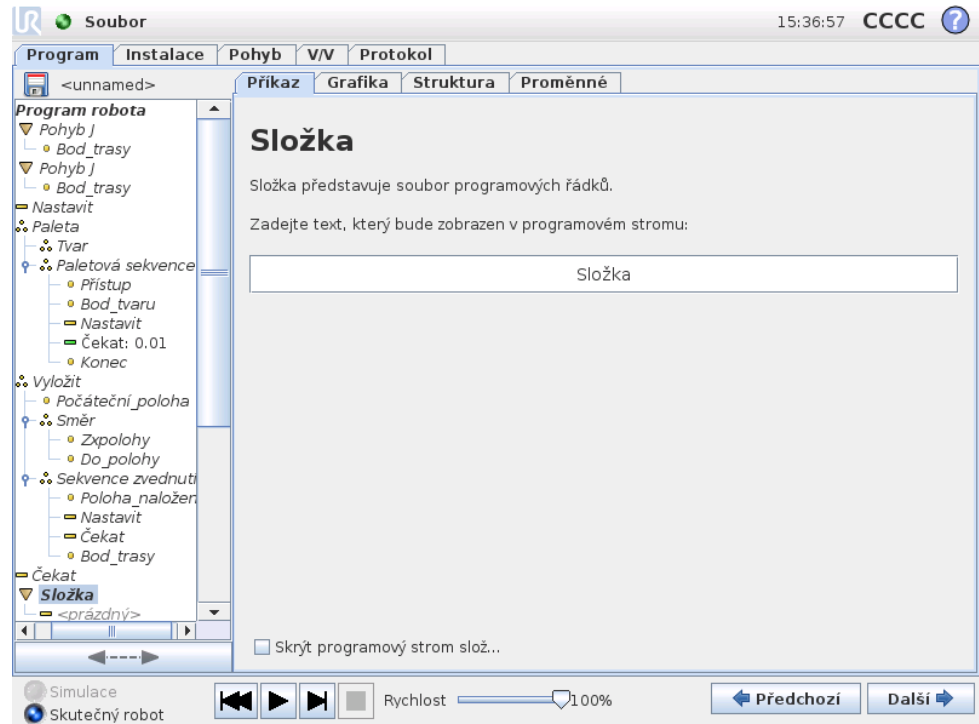 UR Soubor 15:36:57 CCCC ?
Program Instalace Pohyb V/V Protokol
<unnamed>
Příkaz Grafika Struktura Proměnné
Program robota
Pohyb J
Bod_trasy
Pohyb J
Bod_trasy
Nastavit
Paleta
Tvar
Paletová sekvence
Přístup
Bod_tvaru
Nastavit
Čekat: 0.01
Konec
Vyložit
Počáteční_poloha
Směr
Zxpolohy
Do_polohy
Sekvence zvednutí
Poloha_naložen
Nastavit
Čekat
Bod_trasy
Čekat
Složka
<prázdný>
Složka
Složka představuje soubor programových řádků.
Zadejte text, který bude zobrazen v programovém stromu:
Složka
Skrýt programový strom slož...
Simulace
Skutečný robot
Rychlost 100%
Předchozí Další